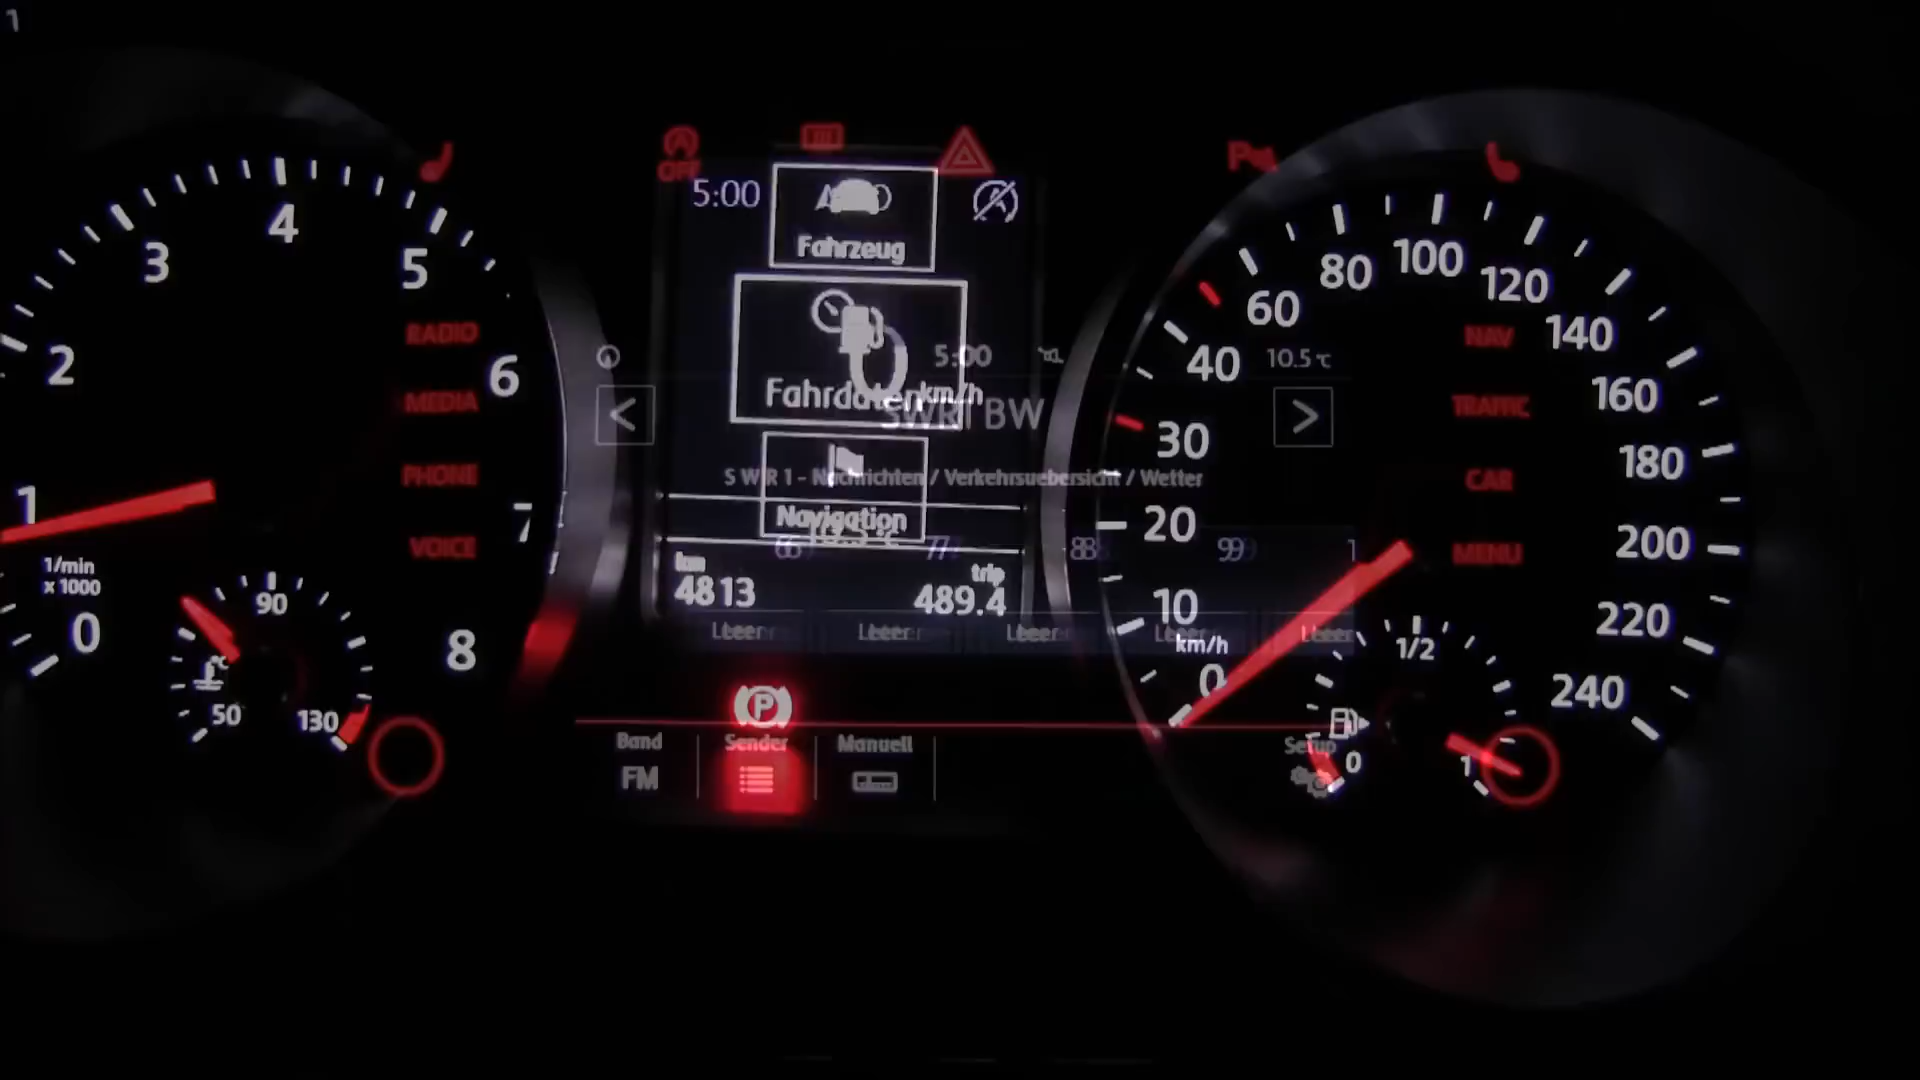 1
OFF
5:00
Fahrzeug
Fahrdaten
0 km/h
5:00
10.5 °C
SWR1 BW
S W R 1 - Nachrichten / Verkehrsuebersicht / Wetter
Navigation
km
4813
trip
489.4
Leer
Leer
Leer
Leer
Leer
P
Band
FM
Sender
Manuell
Setup
0
1
2
3
4
5
6
7
8
1/min
x 1000
50
90
130
°C
RADIO
MEDIA
PHONE
VOICE
NAV
TRAFFIC
CAR
MENU
0
10
20
30
40
60
80
100
120
140
160
180
200
220
240
km/h
0
1/2
1